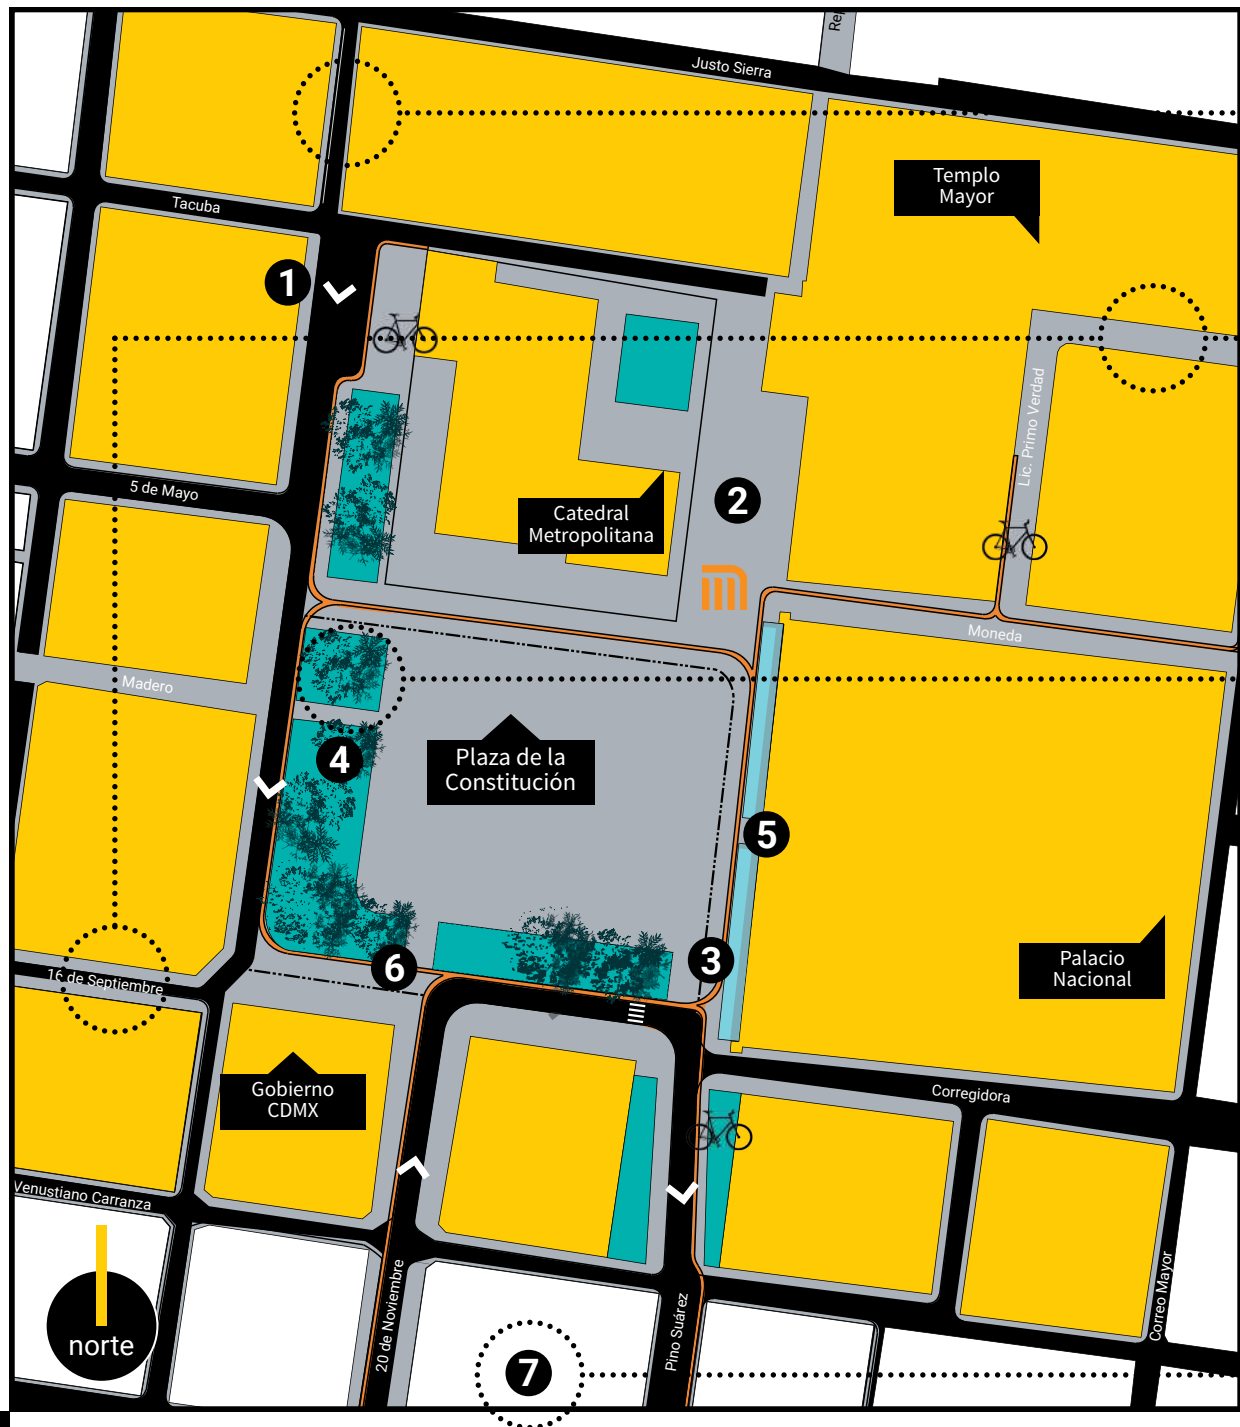 Justo Sierra
Templo
Mayor
Tacuba
1
Lic. Primo Verdad
5 de Mayo
2
Catedral
Metropolitana
Moneda
Madero
4
Plaza de la
Constitución
5
3
6
16 de Septiembre
Palacio
Nacional
Gobierno
CDMX
Corregidora
Venustiano Carranza
20 de Noviembre
Pino Suárez
Correo Mayor
norte
7